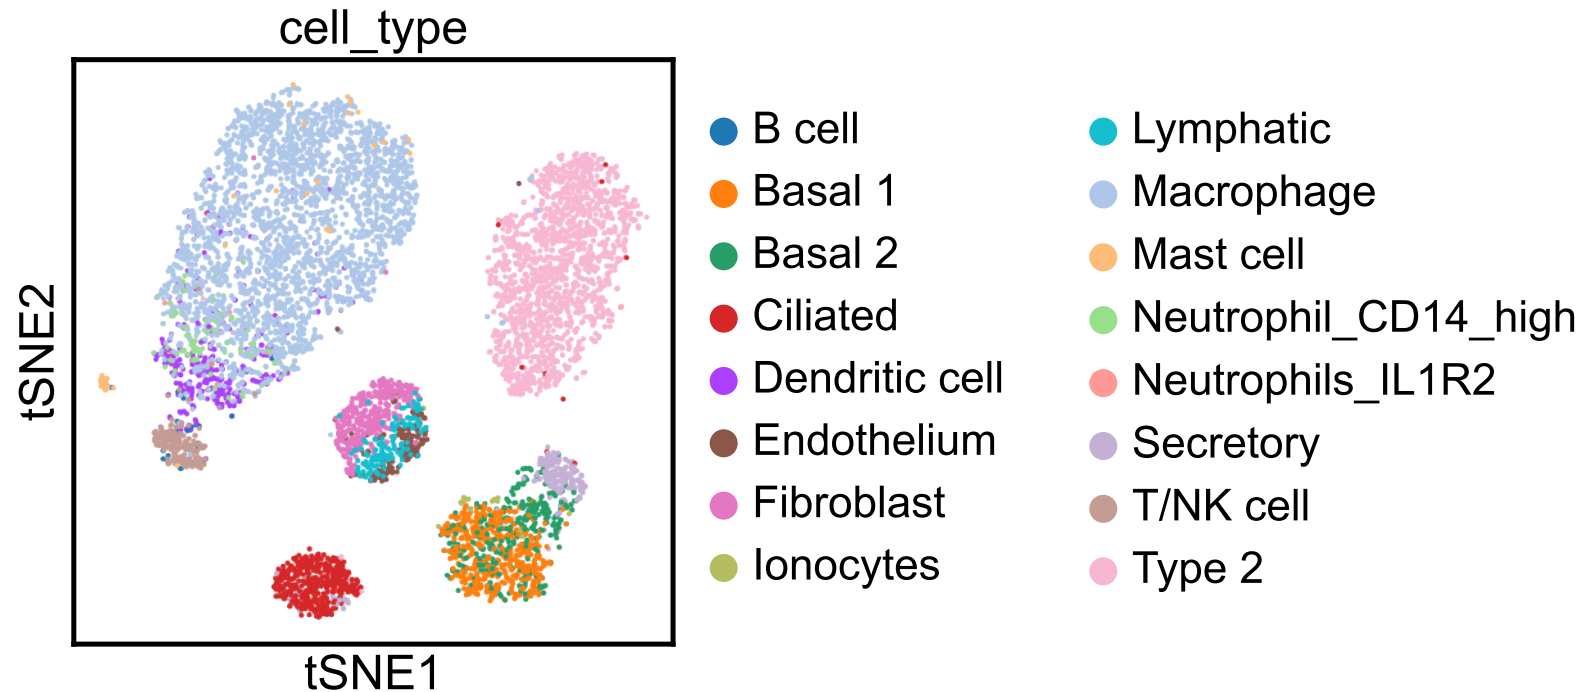 cell_type
tSNE2
tSNE1
B cell
Basal 1
Basal 2
Ciliated
Dendritic cell
Endothelium
Fibroblast
Ionocytes
Lymphatic
Macrophage
Mast cell
Neutrophil_CD14_high
Neutrophils_IL1R2
Secretory
T/NK cell
Type 2